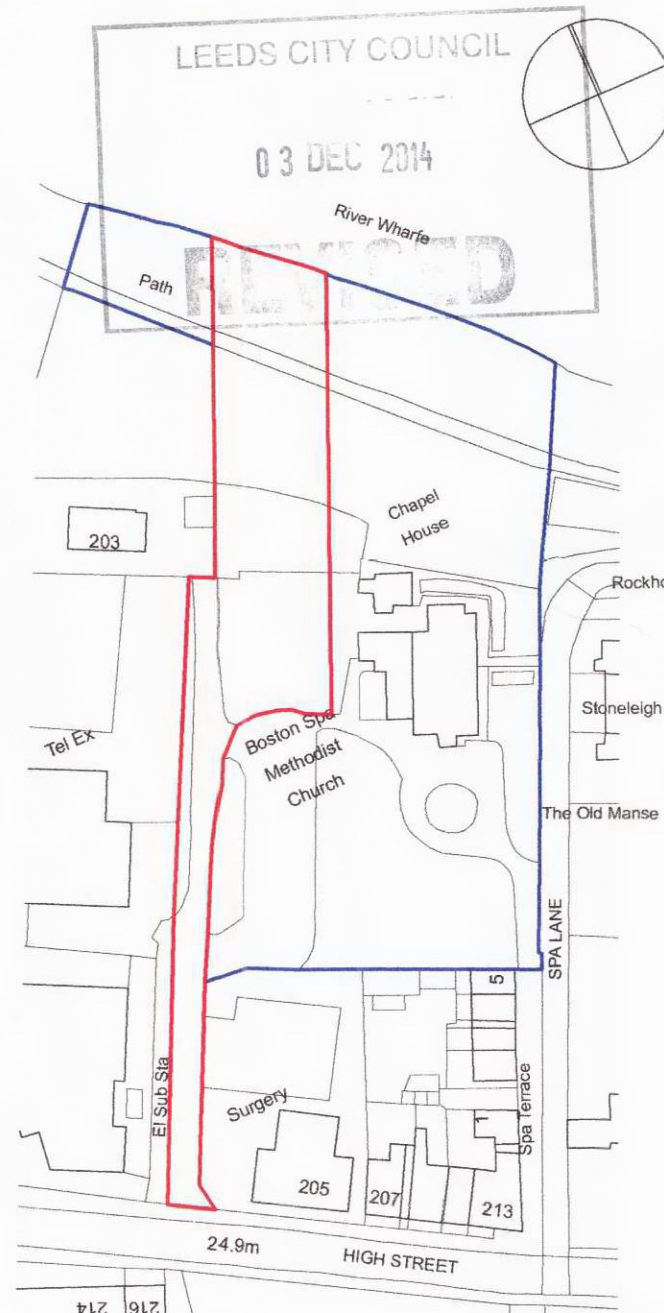 LEEDS CITY COUNCIL
03 DEC 2014
REVISED
River Wharfe
Path
Chapel
House
203
Rockho
Stoneleigh
Tel Ex
Boston Spa
Methodist
Church
The Old Manse
SPA LANE
5
El Sub Sta
Surgery
1
Spa Terrace
205
207
213
24.9m
HIGH STREET
214
216